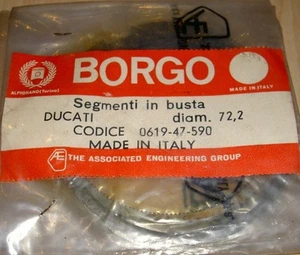 BORGO
MADE IN ITALY
Segmenti in busta
DUCATI diam. 72,2
CODICE 0619-47-590
MADE IN ITALY
AE THE ASSOCIATED ENGINEERING GROUP